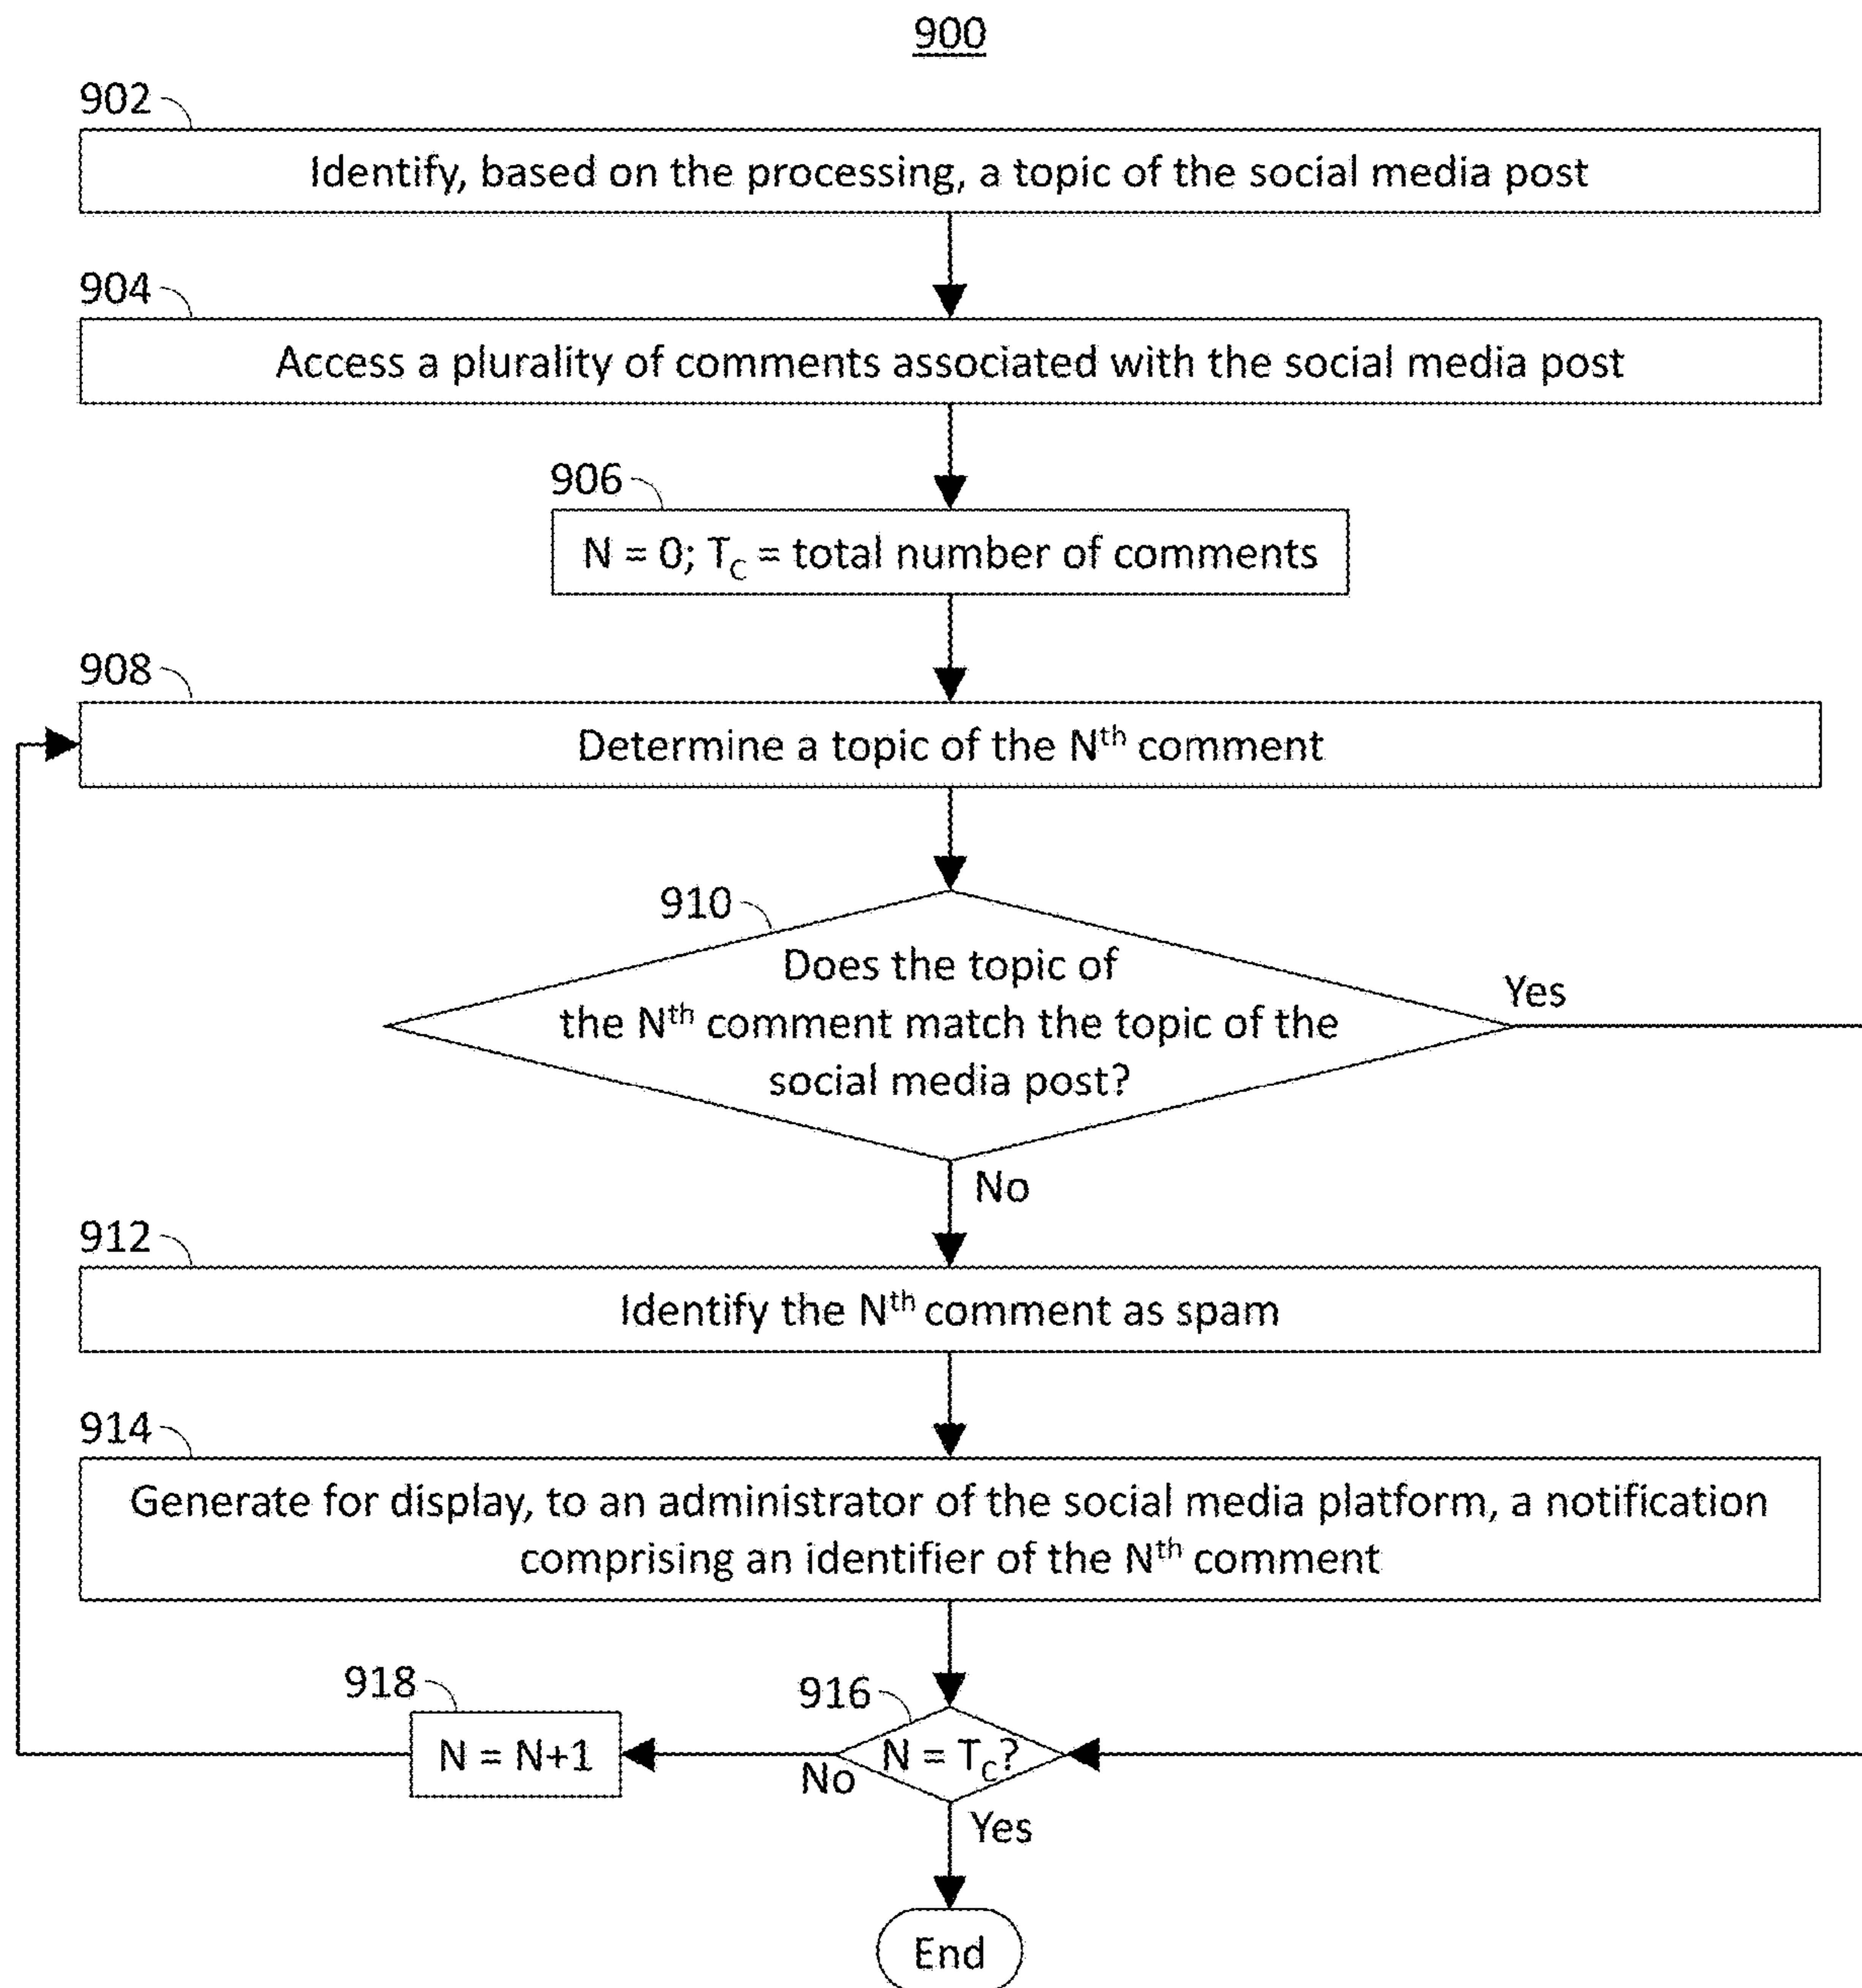 900
902
Identify, based on the processing, a topic of the social media post
904
Access a plurality of comments associated with the social media post
906
N = 0; T_C = total number of comments
908
Determine a topic of the Nth comment
910
Does the topic of
the Nth comment match the topic of the
social media post?
Yes
No
912
Identify the Nth comment as spam
914
Generate for display, to an administrator of the social media platform, a notification
comprising an identifier of the Nth comment
918
916
N = N+1
N = T_C?
No
Yes
End